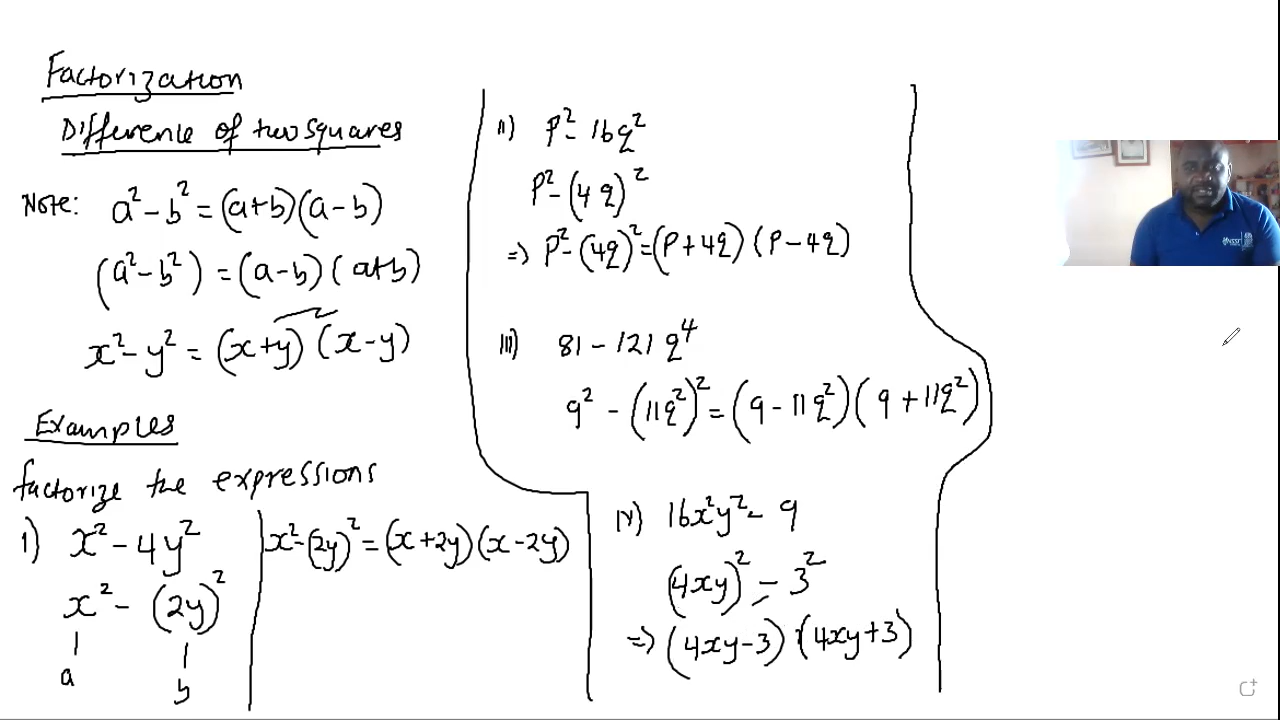 Factorization
Difference of two squares
Note: a² - b² = (a+b)(a-b)
(a² - b²) = (a-b)(a+b)
x² - y² = (x+y)(x-y)
Examples
factorize the expressions
i) x² - 4y²
x² - (2y)²
a b
x² - (2y)² = (x+2y)(x-2y)
ii) p² - 16q²
p² - (4q)²
=> p² - (4q)² = (p+4q)(p-4q)
iii) 81 - 121q⁴
9² - (11q²)² = (9 - 11q²)(9 + 11q²)
iv) 16x²y² - 9
(4xy)² - 3²
=> (4xy-3)·(4xy+3)